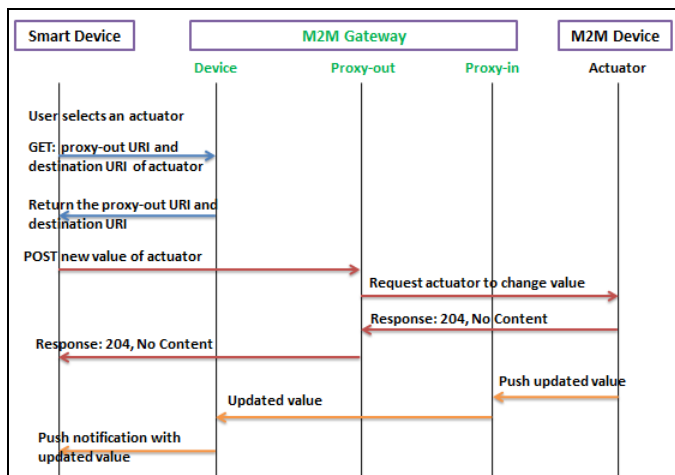 Smart Device
M2M Gateway
M2M Device
Device
Proxy-out
Proxy-in
Actuator
User selects an actuator
GET: proxy-out URI and
destination URI of actuator
Return the proxy-out URI and
destination URI
POST new value of actuator
Request actuator to change value
Response: 204, No Content
Response: 204, No Content
Push updated value
Updated value
Push notification with
updated value